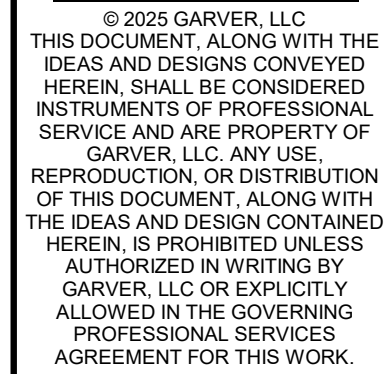 © 2025 GARVER, LLC
THIS DOCUMENT, ALONG WITH THE
IDEAS AND DESIGNS CONVEYED
HEREIN, SHALL BE CONSIDERED
INSTRUMENTS OF PROFESSIONAL
SERVICE AND ARE PROPERTY OF
GARVER, LLC. ANY USE,
REPRODUCTION, OR DISTRIBUTION
OF THIS DOCUMENT, ALONG WITH
THE IDEAS AND DESIGN CONTAINED
HEREIN, IS PROHIBITED UNLESS
AUTHORIZED IN WRITING BY
GARVER, LLC OR EXPLICITLY
ALLOWED IN THE GOVERNING
PROFESSIONAL SERVICES
AGREEMENT FOR THIS WORK.